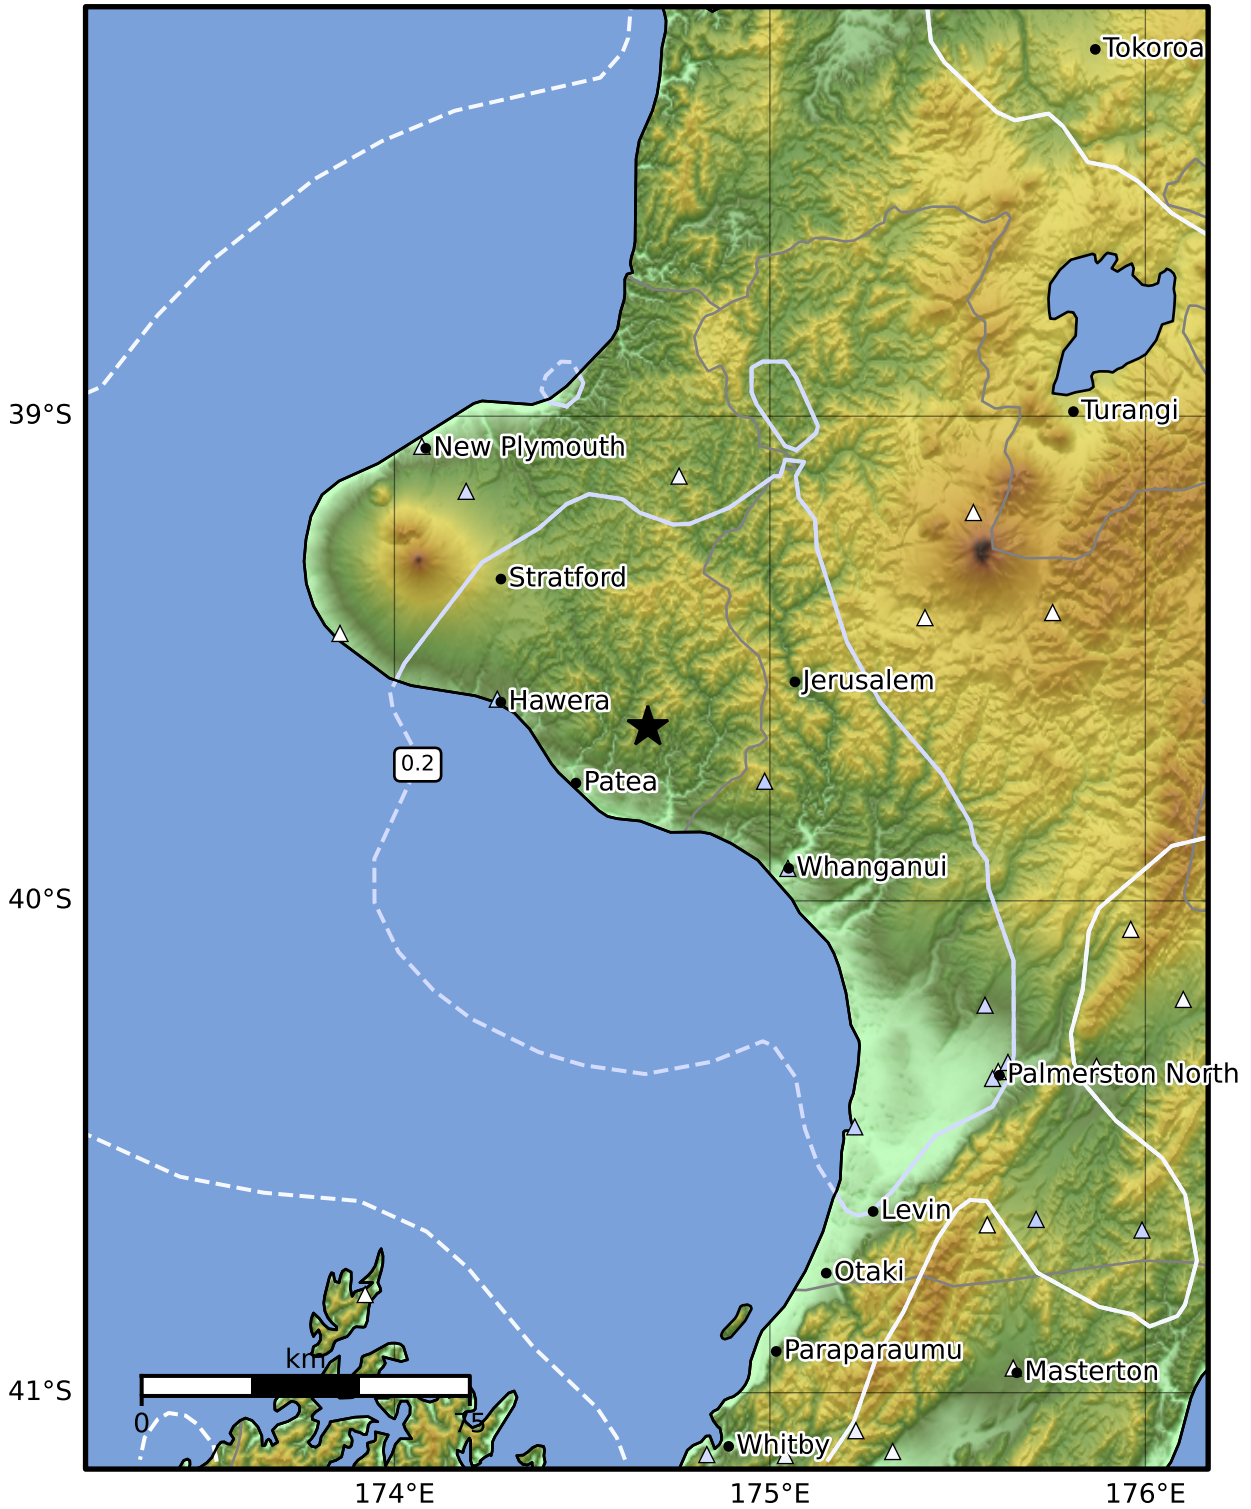 Tokoroa
39°S
Turangi
New Plymouth
Stratford
Jerusalem
Hawera
0.2
Patea
Whanganui
40°S
Palmerston North
Levin
Otaki
km
Paraparaumu
Masterton
41°S
0
75
Whitby
174°E
175°E
176°E